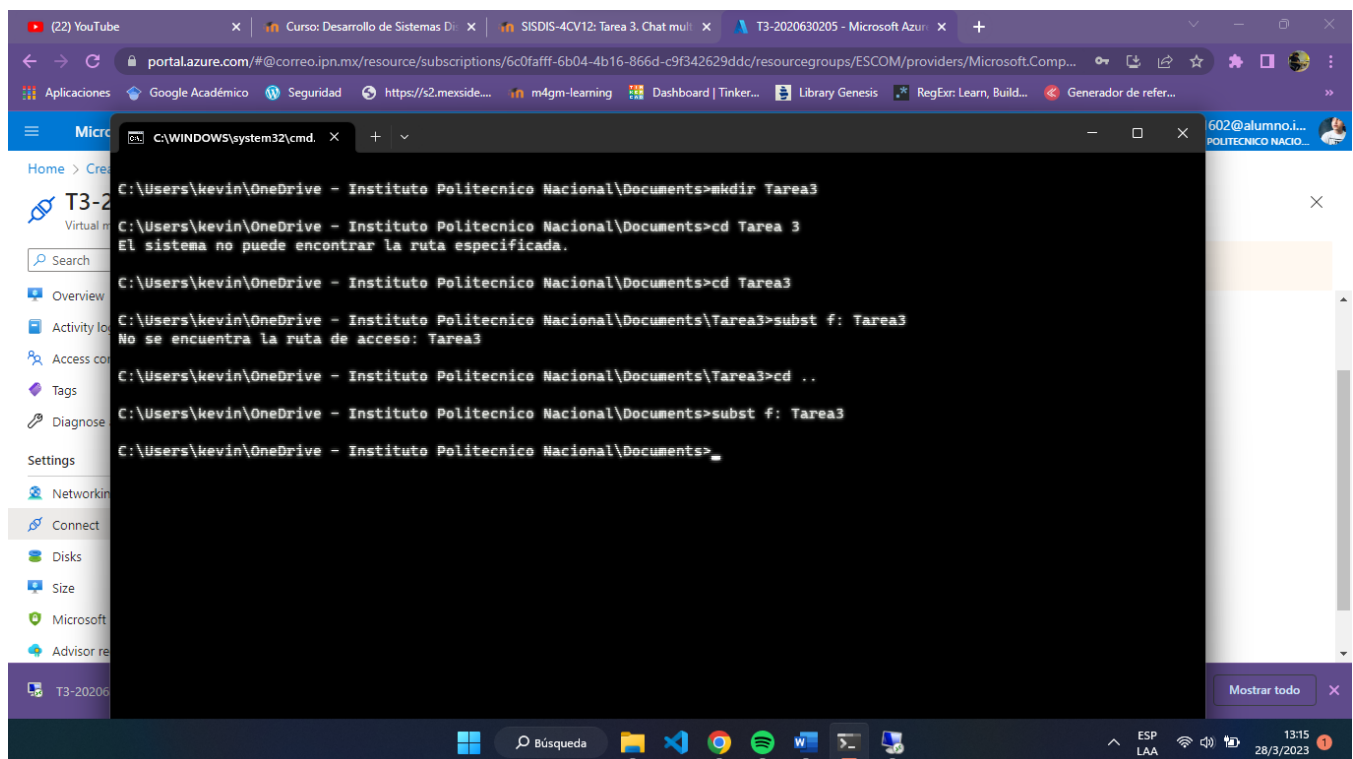 (22) YouTube
Curso: Desarrollo de Sistemas Di
SISDIS-4CV12: Tarea 3. Chat mult
T3-2020630205 - Microsoft Azur
portal.azure.com/#@correo.ipn.mx/resource/subscriptions/6c0fafff-6b04-4b16-866d-c9f342629ddc/resourcegroups/ESCOM/providers/Microsoft.Comp...
Aplicaciones
Google Académico
Seguridad
https://s2.mexside....
m4gm-learning
Dashboard | Tinker...
Library Genesis
RegExr: Learn, Build...
Generador de refer...
Micro
C:\WINDOWS\system32\cmd.
1602@alumno.i...
POLITECNICO NACIO...
Home > Crea
T3-2
Virtual m
Search
Overview
Activity lo
Access con
Tags
Diagnose
Settings
Networkin
Connect
Disks
Size
Microsoft
Advisor re
C:\Users\kevin\OneDrive - Instituto Politecnico Nacional\Documents>mkdir Tarea3
C:\Users\kevin\OneDrive - Instituto Politecnico Nacional\Documents>cd Tarea 3
El sistema no puede encontrar la ruta especificada.
C:\Users\kevin\OneDrive - Instituto Politecnico Nacional\Documents>cd Tarea3
C:\Users\kevin\OneDrive - Instituto Politecnico Nacional\Documents\Tarea3>subst f: Tarea3
No se encuentra la ruta de acceso: Tarea3
C:\Users\kevin\OneDrive - Instituto Politecnico Nacional\Documents\Tarea3>cd ..
C:\Users\kevin\OneDrive - Instituto Politecnico Nacional\Documents>subst f: Tarea3
C:\Users\kevin\OneDrive - Instituto Politecnico Nacional\Documents>
T3-20206
Mostrar todo
Búsqueda
ESP
LAA
13:15
28/3/2023
1